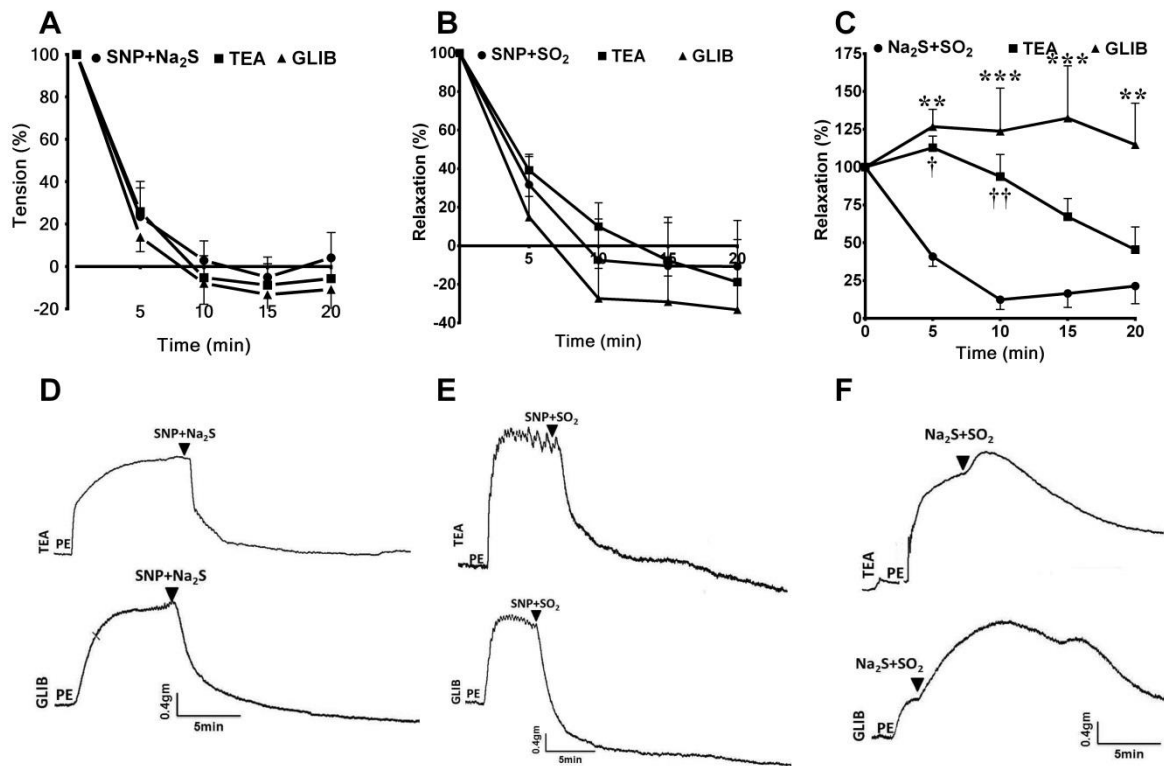 A
● SNP+Na₂S ■ TEA ▲ GLIB
Tension (%)
100
80
60
40
20
0
-20
5
10
15
20
Time (min)
B
SNP+SO₂ ■ TEA ▲ GLIB
Relaxation (%)
100
80
60
40
20
0
-20
-40
5
10
15
20
Time (min)
C
● Na₂S+SO₂ ■ TEA ▲ GLIB
Relaxation (%)
175
150
125
100
75
50
25
0
** *** *** **
†
††
0
5
10
15
20
Time (min)
D
SNP+Na₂S
TEA
PE
SNP+Na₂S
GLIB
PE
0.4gm
5min
E
SNP+SO₂
TEA
PE
SNP+SO₂
GLIB
PE
0.4gm
5min
F
Na₂S+SO₂
TEA
PE
Na₂S+SO₂
GLIB
PE
0.4gm
5min